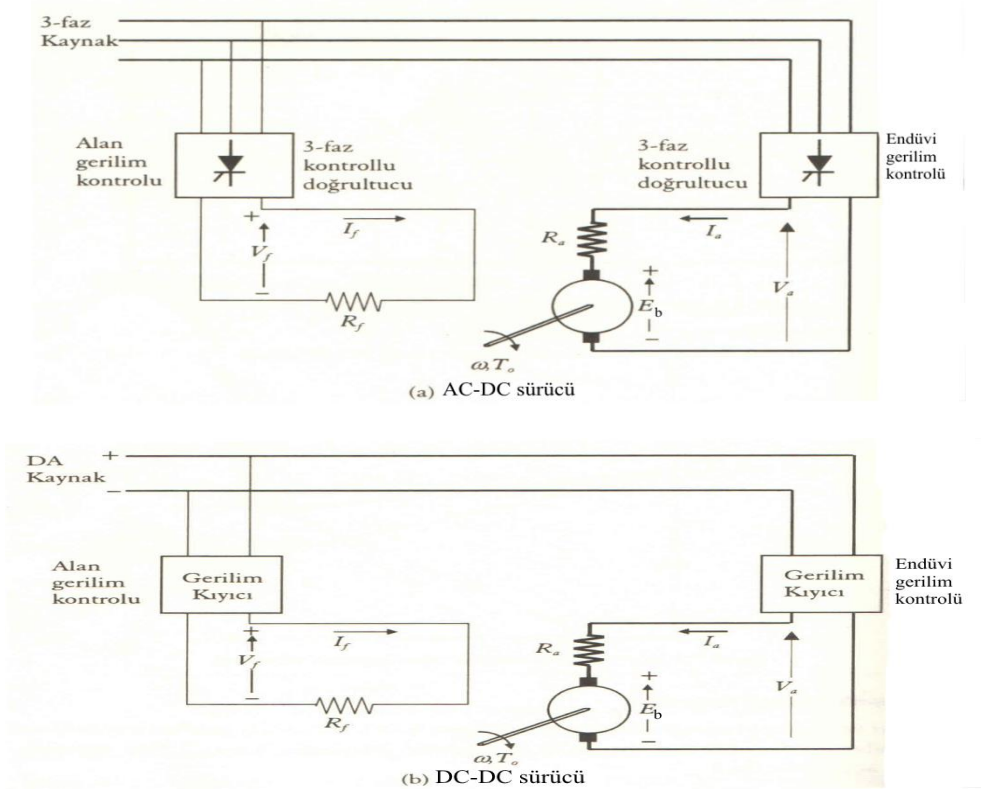 3-faz
Kaynak
Alan
gerilim
kontrolu
3-faz
kontrollu
doğrultucu
3-faz
kontrollu
doğrultucu
Endüvi
gerilim
kontrolü
+
V_f
−
I_f
R_f
R_a
I_a
+
E_b
−
V_a
ω,T_o
(a) AC-DC sürücü
DA +
Kaynak −
Alan
gerilim
kontrolu
Gerilim
Kıyıcı
Gerilim
Kıyıcı
Endüvi
gerilim
kontrolü
+
V_f
−
I_f
R_f
R_a
I_a
+
E_b
−
V_a
ω,T_o
(b) DC-DC sürücü